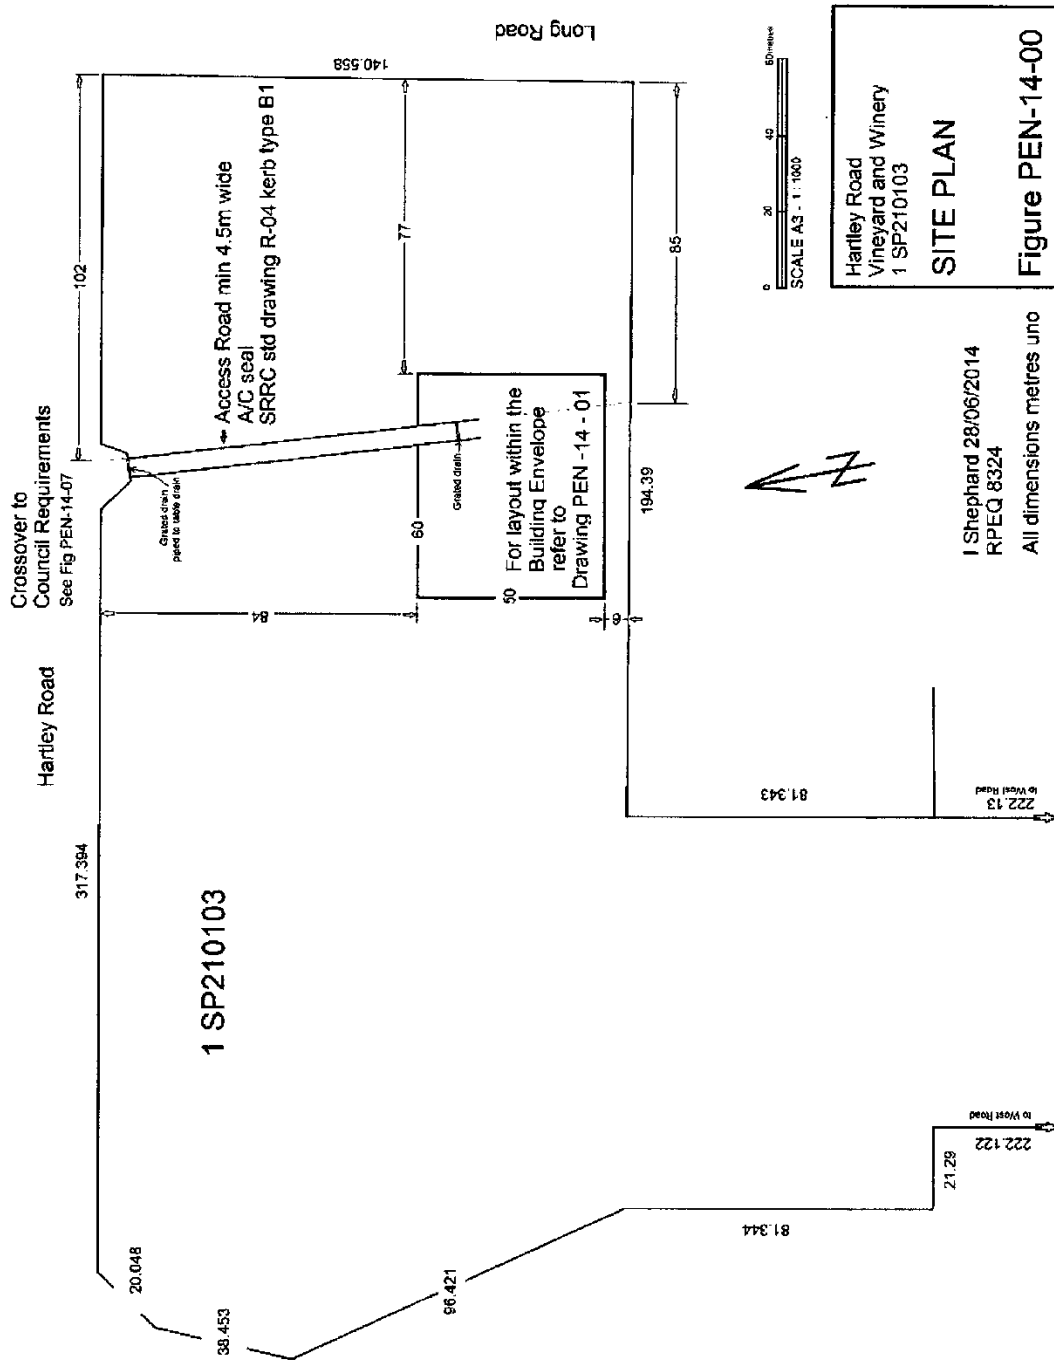 Crossover to
Council Requirements
See Fig PEN-14-07
Hartley Road
Long Road
102
140.558
317.394
Access Road min 4.5m wide
A/C seal
SRRC std drawing R-04 kerb type B1
Grated drain
piped to table drain
77
84
60
Grated drain
50
For layout within the
Building Envelope
refer to
Drawing PEN -14 - 01
6
194.39
85
1 SP210103
20.048
38.453
96.421
81.344
21.29
222.122
to West Road
81.343
222.13
to West Road
N
0 20 40 60metres
SCALE A3 - 1 : 1000
I Shephard 28/06/2014
RPEQ 8324
All dimensions metres uno
Hartley Road
Vineyard and Winery
1 SP210103
SITE PLAN
Figure PEN-14-00